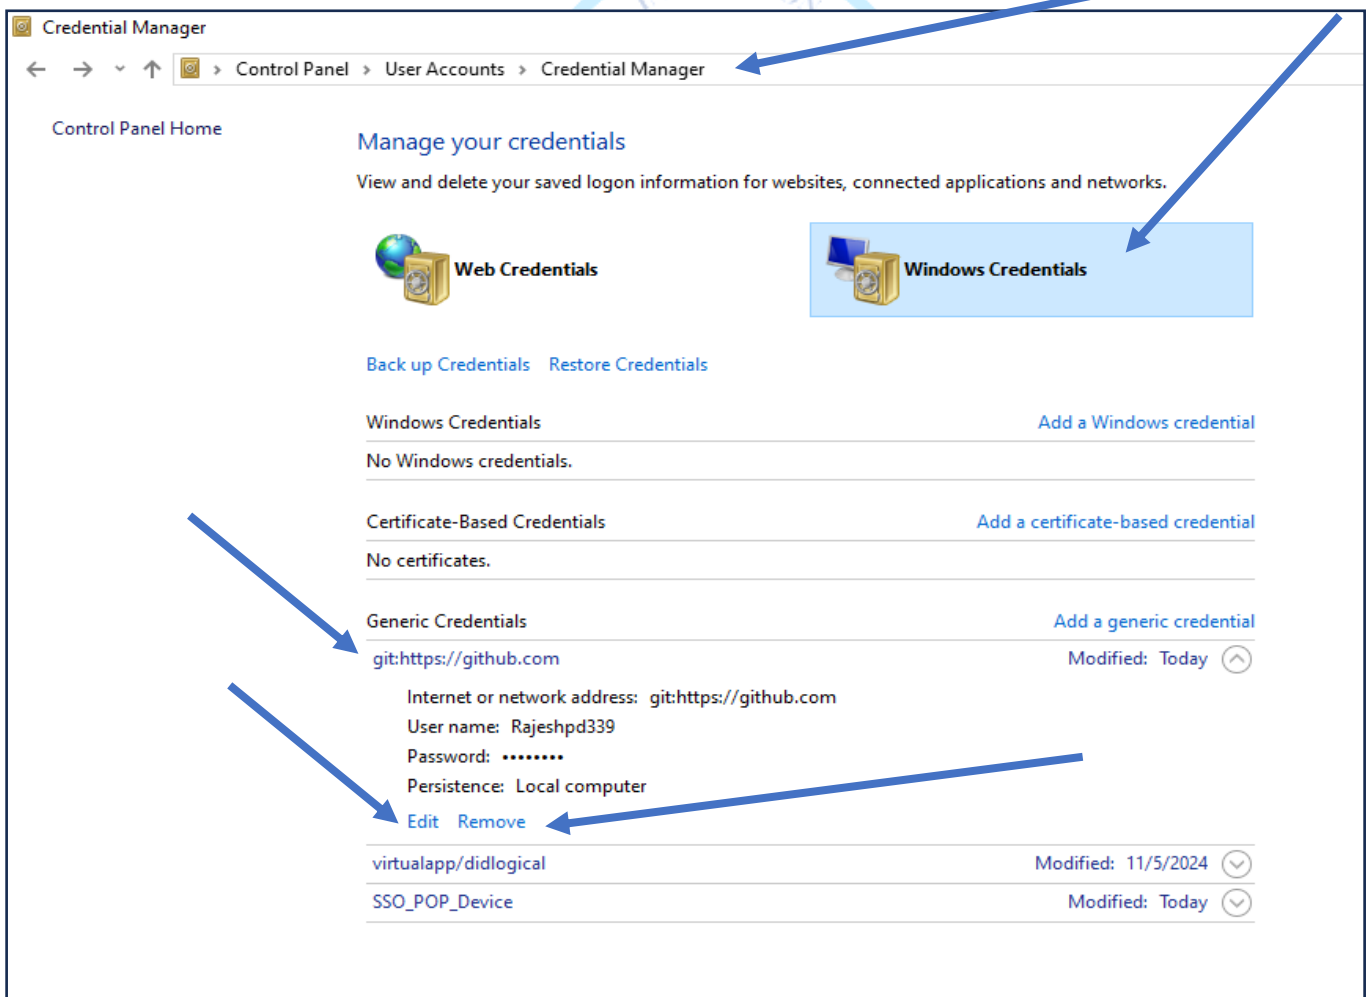 Credential Manager
Control Panel > User Accounts > Credential Manager
Control Panel Home
Manage your credentials
View and delete your saved logon information for websites, connected applications and networks.
Web Credentials
Windows Credentials
Back up Credentials Restore Credentials
Windows Credentials Add a Windows credential
No Windows credentials.
Certificate-Based Credentials Add a certificate-based credential
No certificates.
Generic Credentials Add a generic credential
git:https://github.com Modified: Today
Internet or network address: git:https://github.com
User name: Rajeshpd339
Password: ••••••••
Persistence: Local computer
Edit Remove
virtualapp/didlogical Modified: 11/5/2024
SSO_POP_Device Modified: Today